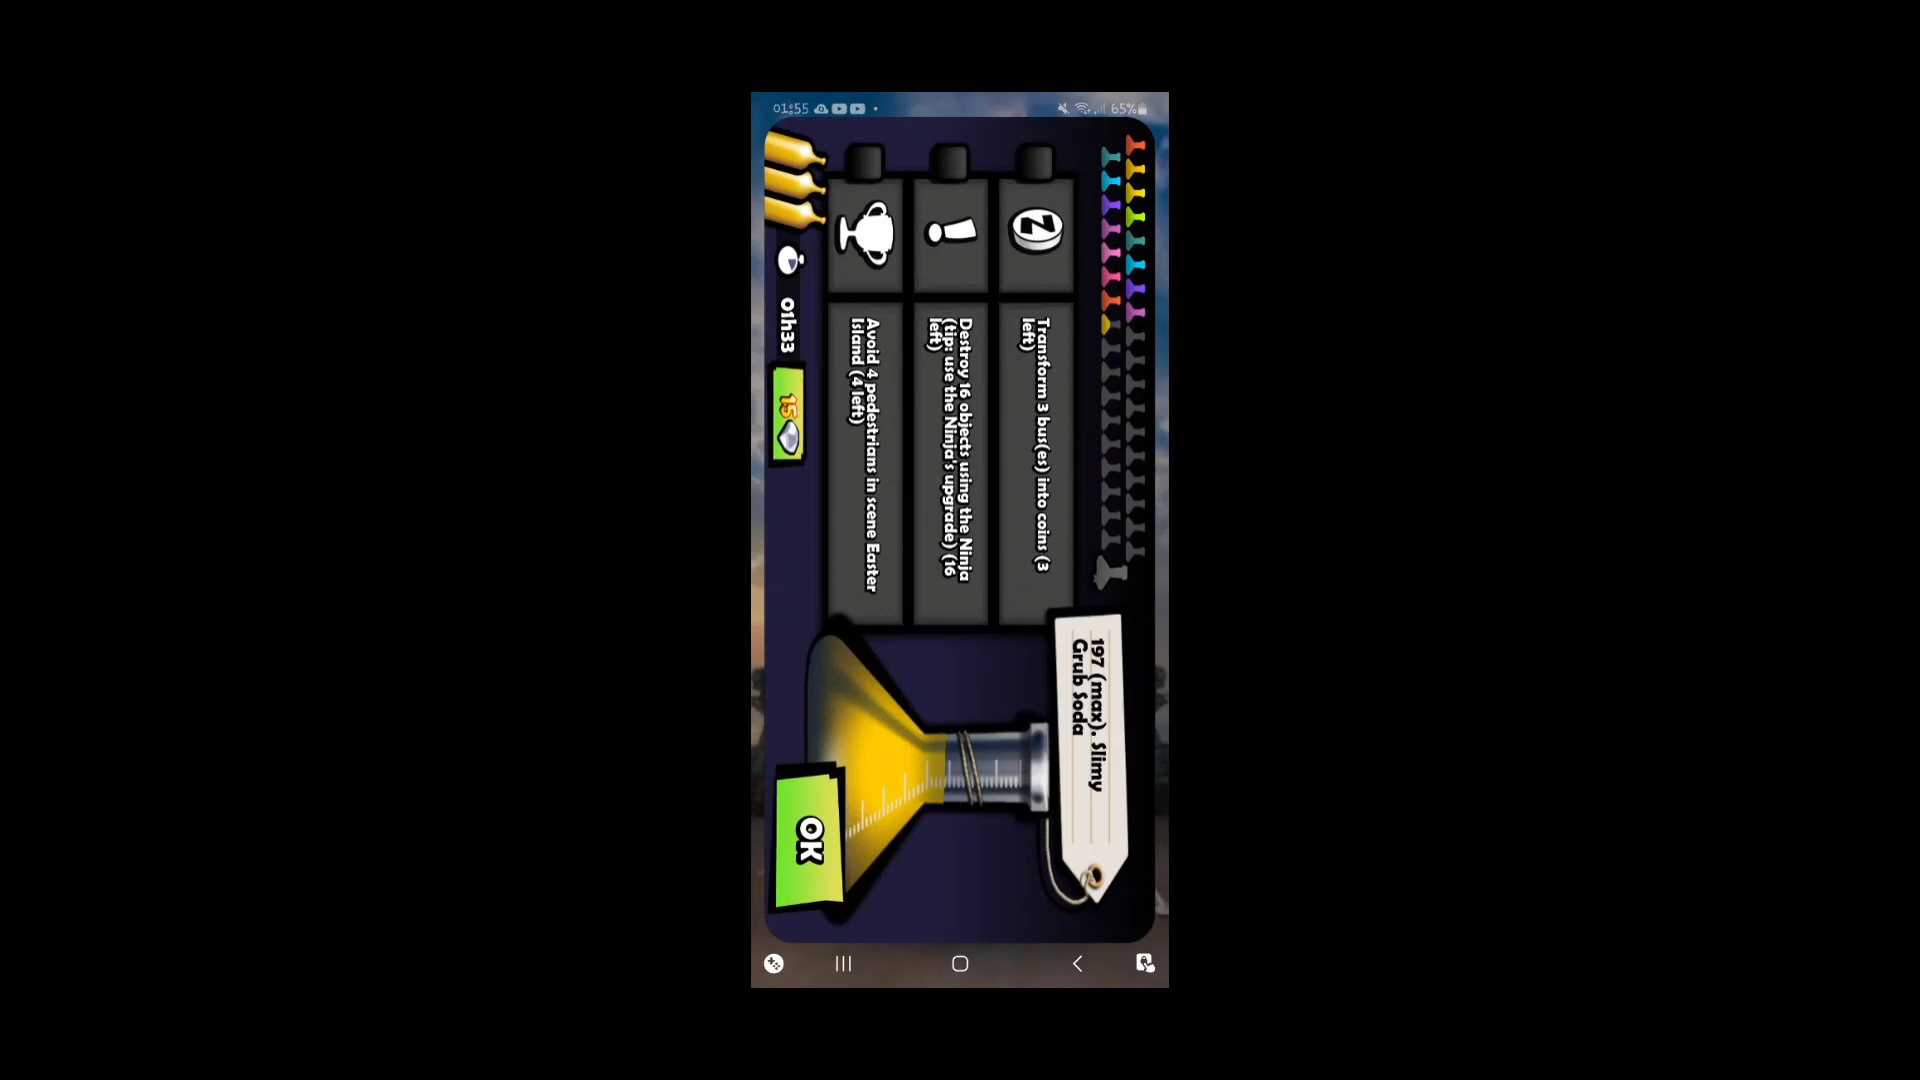 01:55
65%
197 (max). Slimy
Grub Soda
Z
Transform 3 bus(es) into coins (3
left)
Destroy 16 objects using the Ninja
(tip: use the Ninja's upgrade) (16
left)
Avoid 4 pedestrians in scene Easter
Island (4 left)
01h33
15
OK